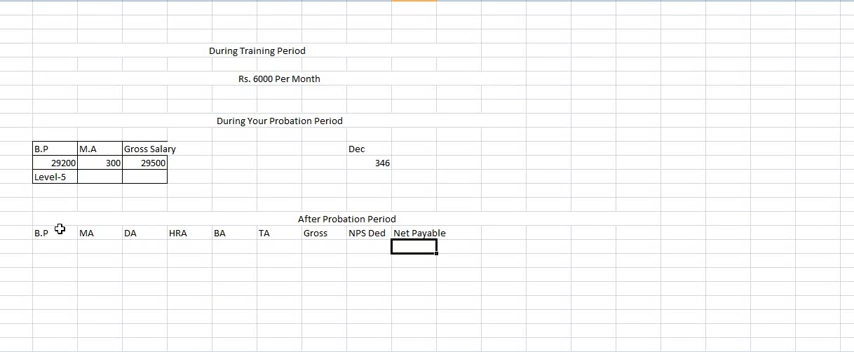 During Training Period
Rs. 6000 Per Month
During Your Probation Period
B.P M.A Gross Salary Dec
29200 300 29500 346
Level-5
After Probation Period
B.P MA DA HRA BA TA Gross NPS Ded Net Payable